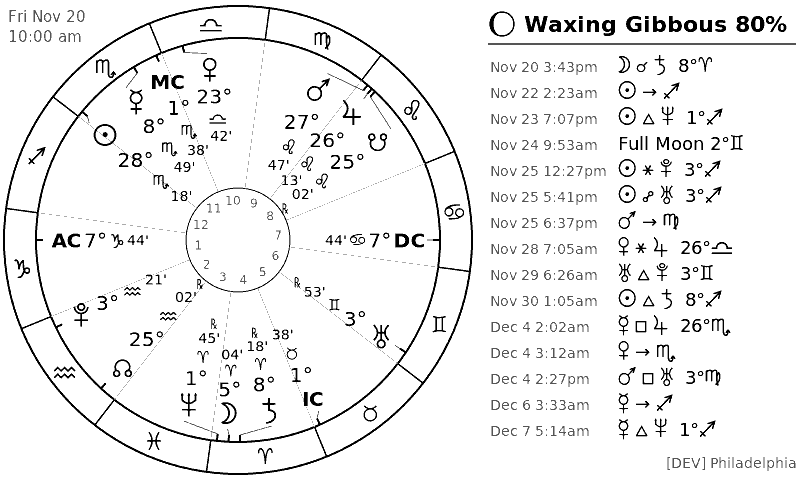 Fri Nov 20
10:00 am
Waxing Gibbous 80%
Nov 20 3:43pm ☽ ☌ ♄ 8°♈
Nov 22 2:23am ☉ → ♐
Nov 23 7:07pm ☉ △ ♆ 1°♐
Nov 24 9:53am Full Moon 2°♊
Nov 25 12:27pm ☉ ⚹ ♇ 3°♐
Nov 25 5:41pm ☉ ☍ ♅ 3°♐
Nov 25 6:37pm ♂ → ♍
Nov 28 7:05am ♀ ⚹ ♃ 26°♎
Nov 29 6:26am ♅ △ ♇ 3°♊
Nov 30 1:05am ☉ △ ♄ 8°♐
Dec 4 2:02am ☿ □ ♃ 26°♏
Dec 4 3:12am ♀ → ♏
Dec 4 2:27pm ♂ □ ♅ 3°♍
Dec 6 3:33am ☿ → ♐
Dec 7 5:14am ☿ △ ♆ 1°♐
[DEV] Philadelphia
♎
♍
♌
♋
♊
♉
♈
♓
♒
♑
♐
♏
MC 1° ♏ 38'
♀ 23° ♎ 42'
☿ 8° ♏ 49'
☉ 28° ♏ 18'
♂ 27° ♌ 47'
♃ 26° ♌ 13'
☋ 25° ♌ 02' ℞
AC 7° ♑ 44'
44' ♋ 7° DC
♇ 3° ♒ 21'
☊ 25° ♒ 02' ℞
♆ 1° ♈ 45' ℞
☽ 5° ♈ 04'
♄ 8° ♈ 18' ℞
IC 1° ♉ 38'
♅ 3° ♊ 53' ℞
1
2
3
4
5
6
7
8
9
10
11
12